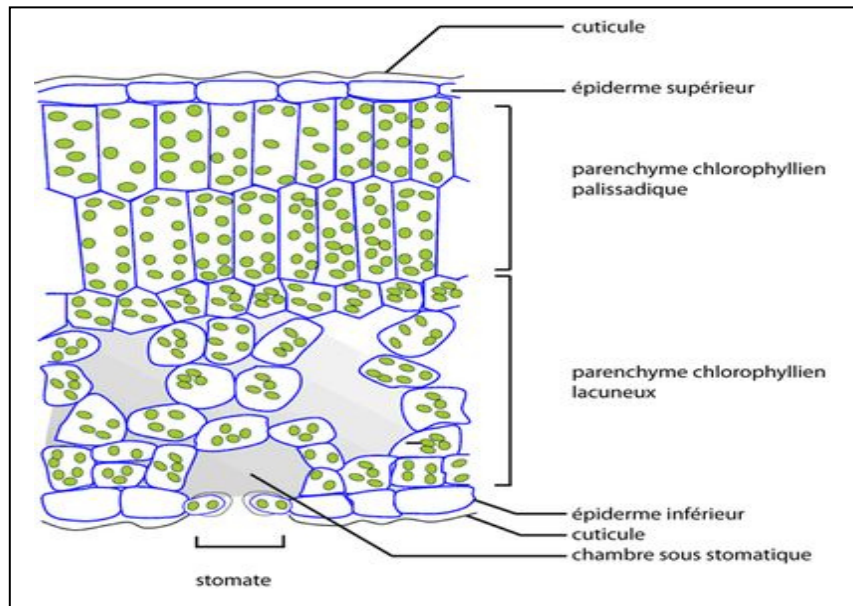 cuticule
épiderme supérieur
parenchyme chlorophyllien
palissadique
parenchyme chlorophyllien
lacuneux
épiderme inférieur
cuticule
chambre sous stomatique
stomate